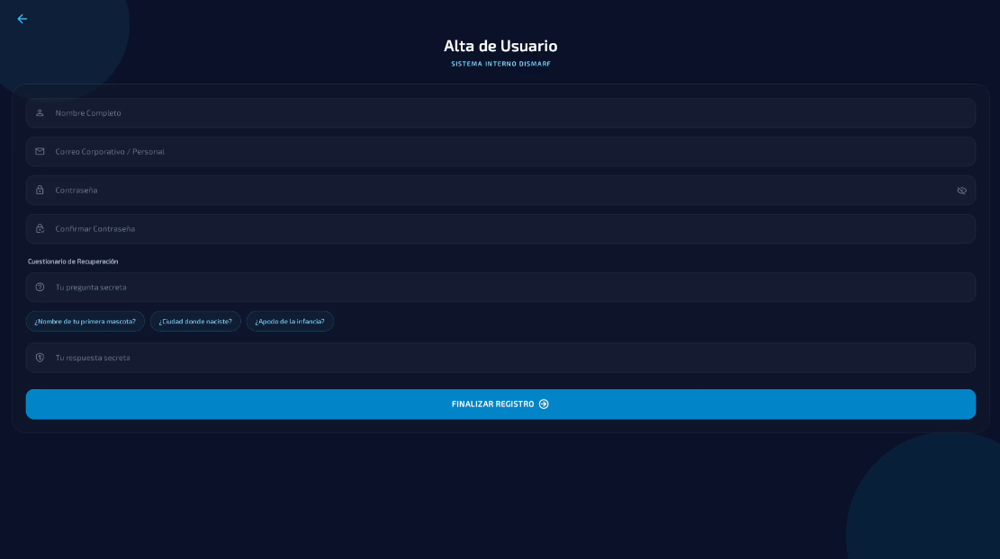 Alta de Usuario
SISTEMA INTERNO DISMARF
Nombre Completo
Correo Corporativo / Personal
Contraseña
Confirmar Contraseña
Cuestionario de Recuperación
Tu pregunta secreta
¿Nombre de tu primera mascota? ¿Ciudad donde naciste? ¿Apodo de la infancia?
Tu respuesta secreta
FINALIZAR REGISTRO